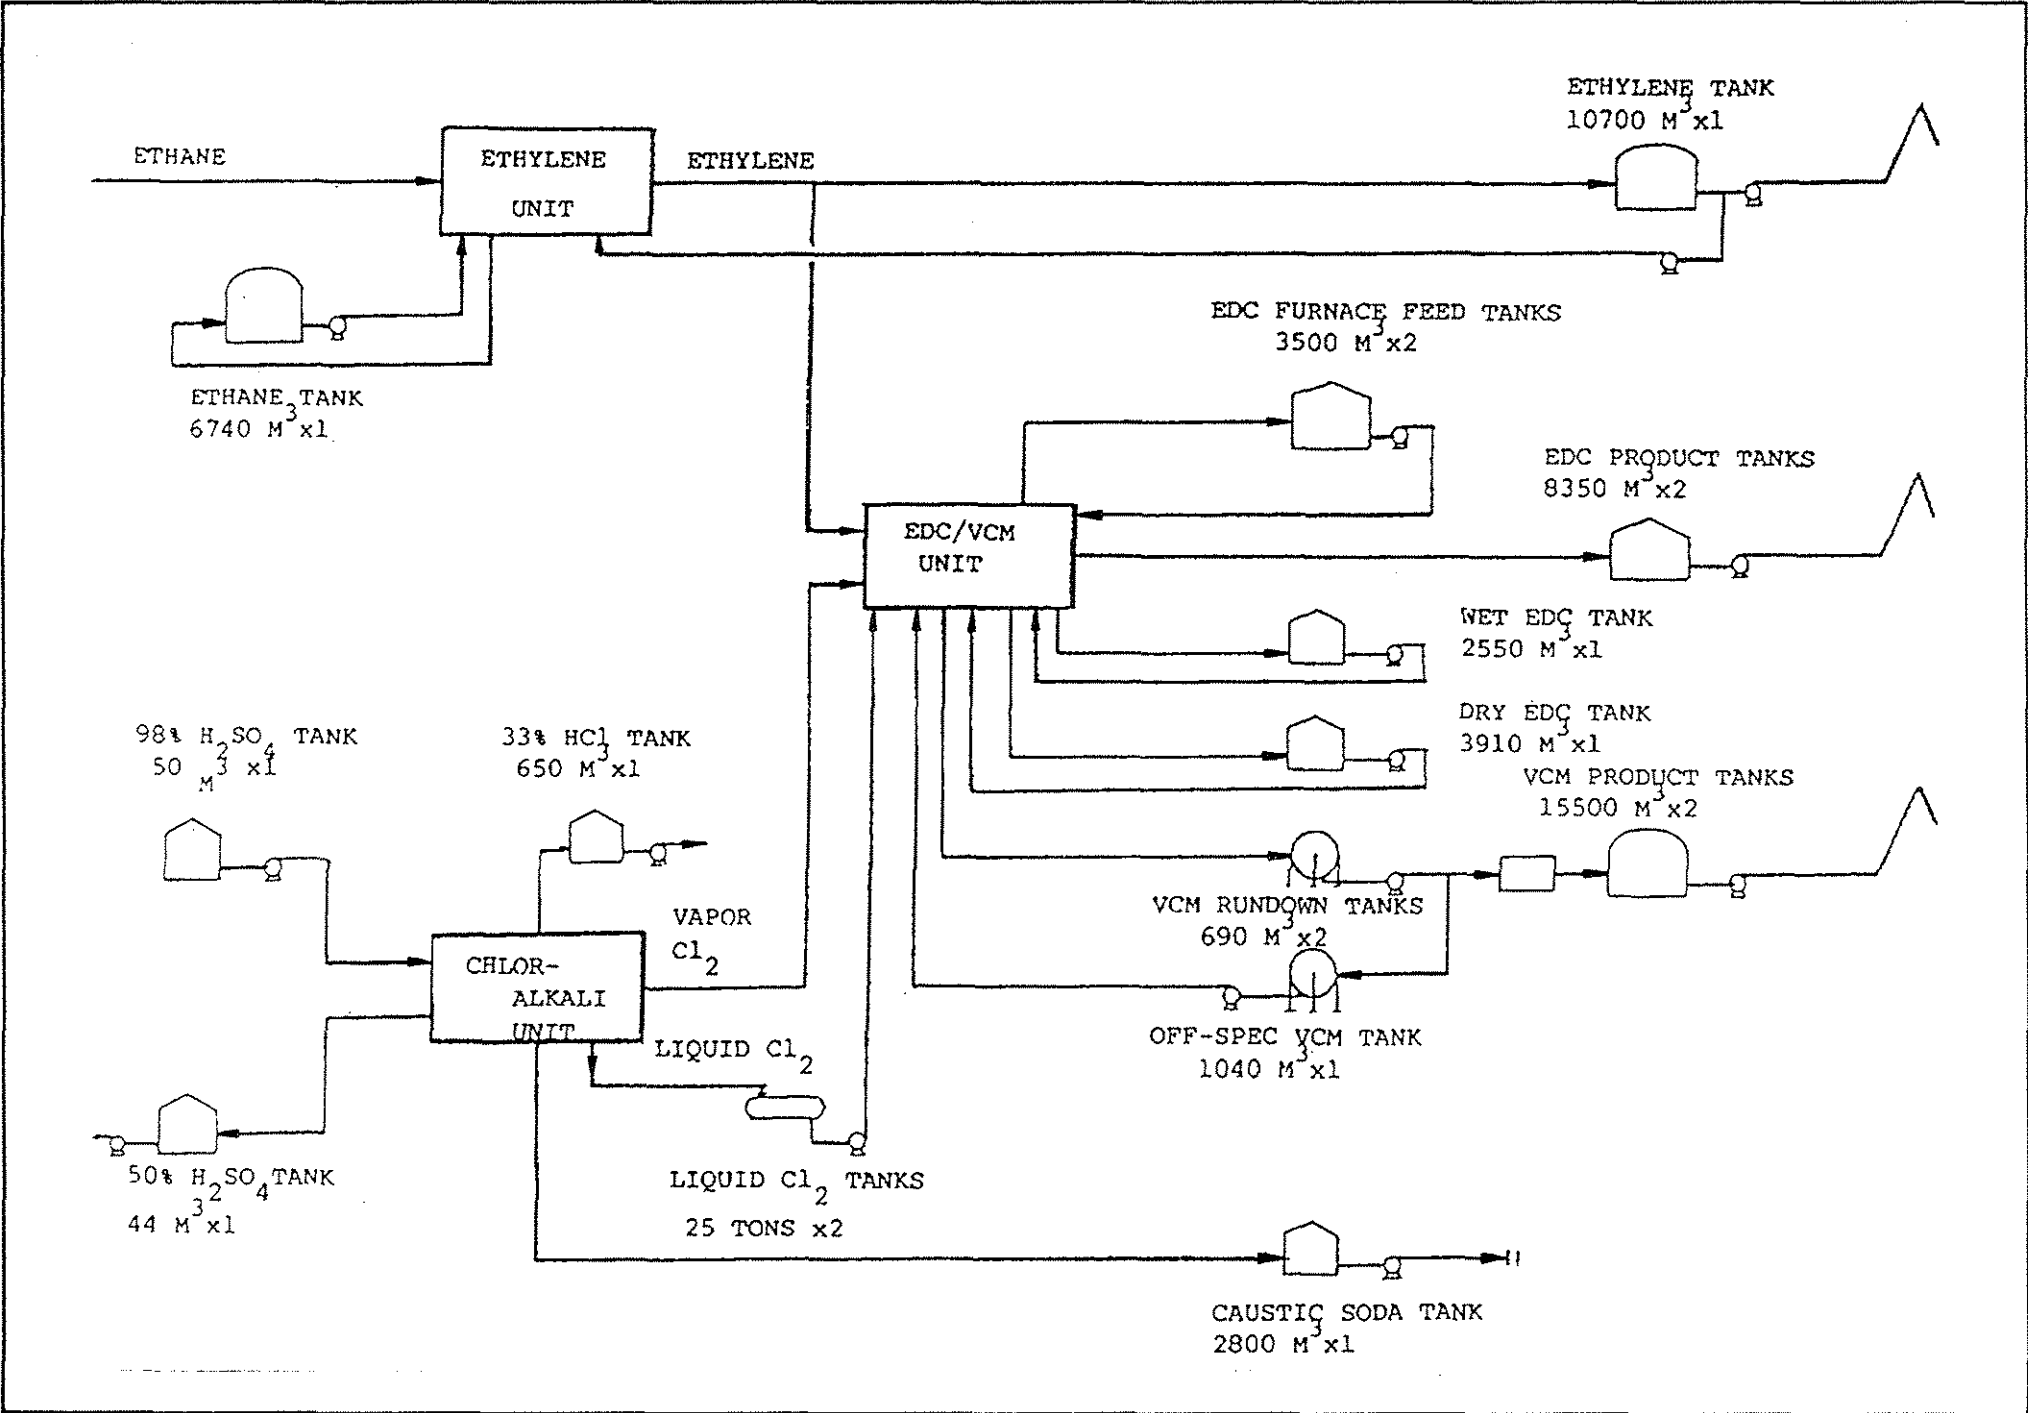 ETHYLENE TANK
10700 M³x1
ETHANE
ETHYLENE
UNIT
ETHYLENE
EDC FURNACE FEED TANKS
3500 M³x2
ETHANE TANK
6740 M³x1
EDC PRODUCT TANKS
8350 M³x2
EDC/VCM
UNIT
WET EDC TANK
2550 M³x1
DRY EDC TANK
3910 M³x1
98% H₂SO₄ TANK
50 M³ x1
33% HCl TANK
650 M³x1
VCM PRODUCT TANKS
15500 M³x2
VCM RUNDOWN TANKS
690 M³x2
VAPOR
Cl₂
CHLOR-
ALKALI
UNIT
LIQUID Cl₂
OFF-SPEC VCM TANK
1040 M³x1
50% H₂SO₄ TANK
44 M³x1
LIQUID Cl₂ TANKS
25 TONS x2
CAUSTIC SODA TANK
2800 M³x1